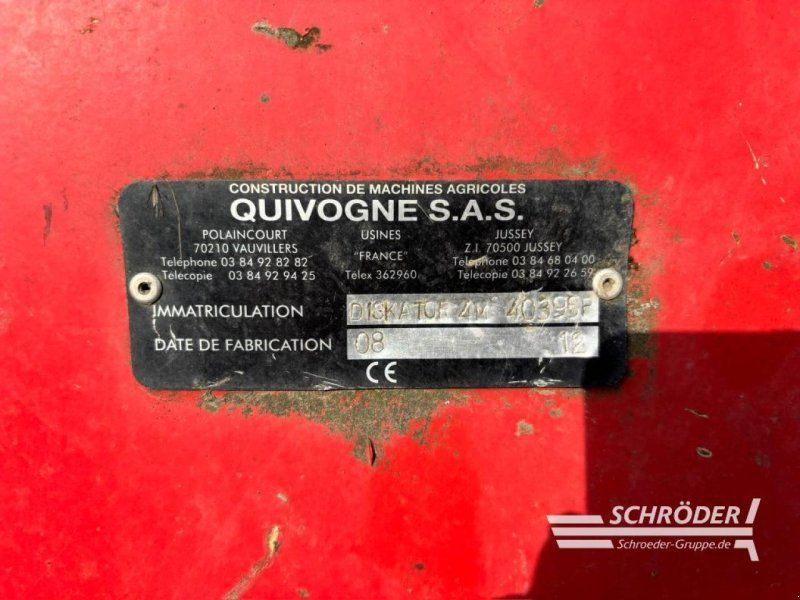 CONSTRUCTION DE MACHINES AGRICOLES
QUIVOGNE S.A.S.
POLAINCOURT
70210 VAUVILLERS
Téléphone 03 84 92 82 82
Télécopie 03 84 92 94 25
USINES
"FRANCE"
Telex 362960
JUSSEY
Z.I. 70500 JUSSEY
Téléphone 03 84 68 04 00
Télécopie 03 84 92 26 59
IMMATRICULATION DISKATOR 4M 40395F
DATE DE FABRICATION 08 12
CE
SCHRÖDER
Schroeder-Gruppe.de